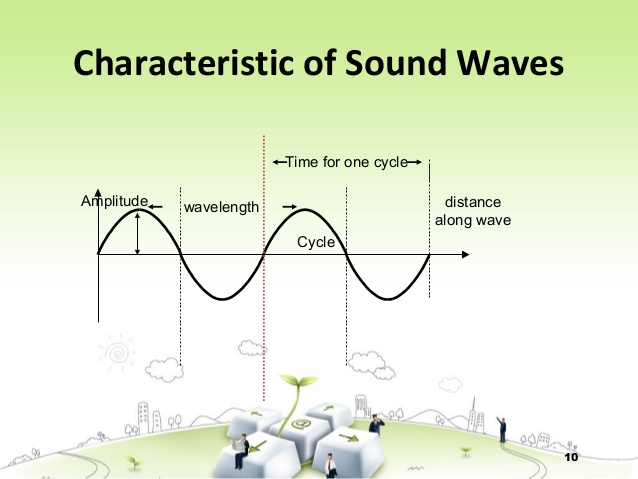 Characteristic of Sound Waves
Time for one cycle
Amplitude
wavelength
distance
along wave
Cycle
@
10